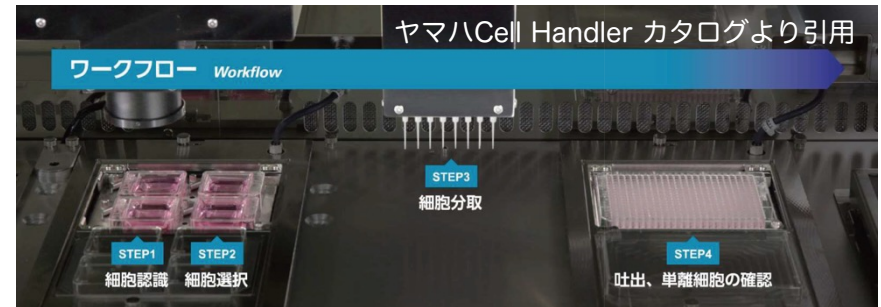 ヤマハCell Handler カタログより引用
ワークフロー Workflow
STEP3
細胞分取
STEP1
細胞認識
STEP2
細胞選択
STEP4
吐出、単離細胞の確認